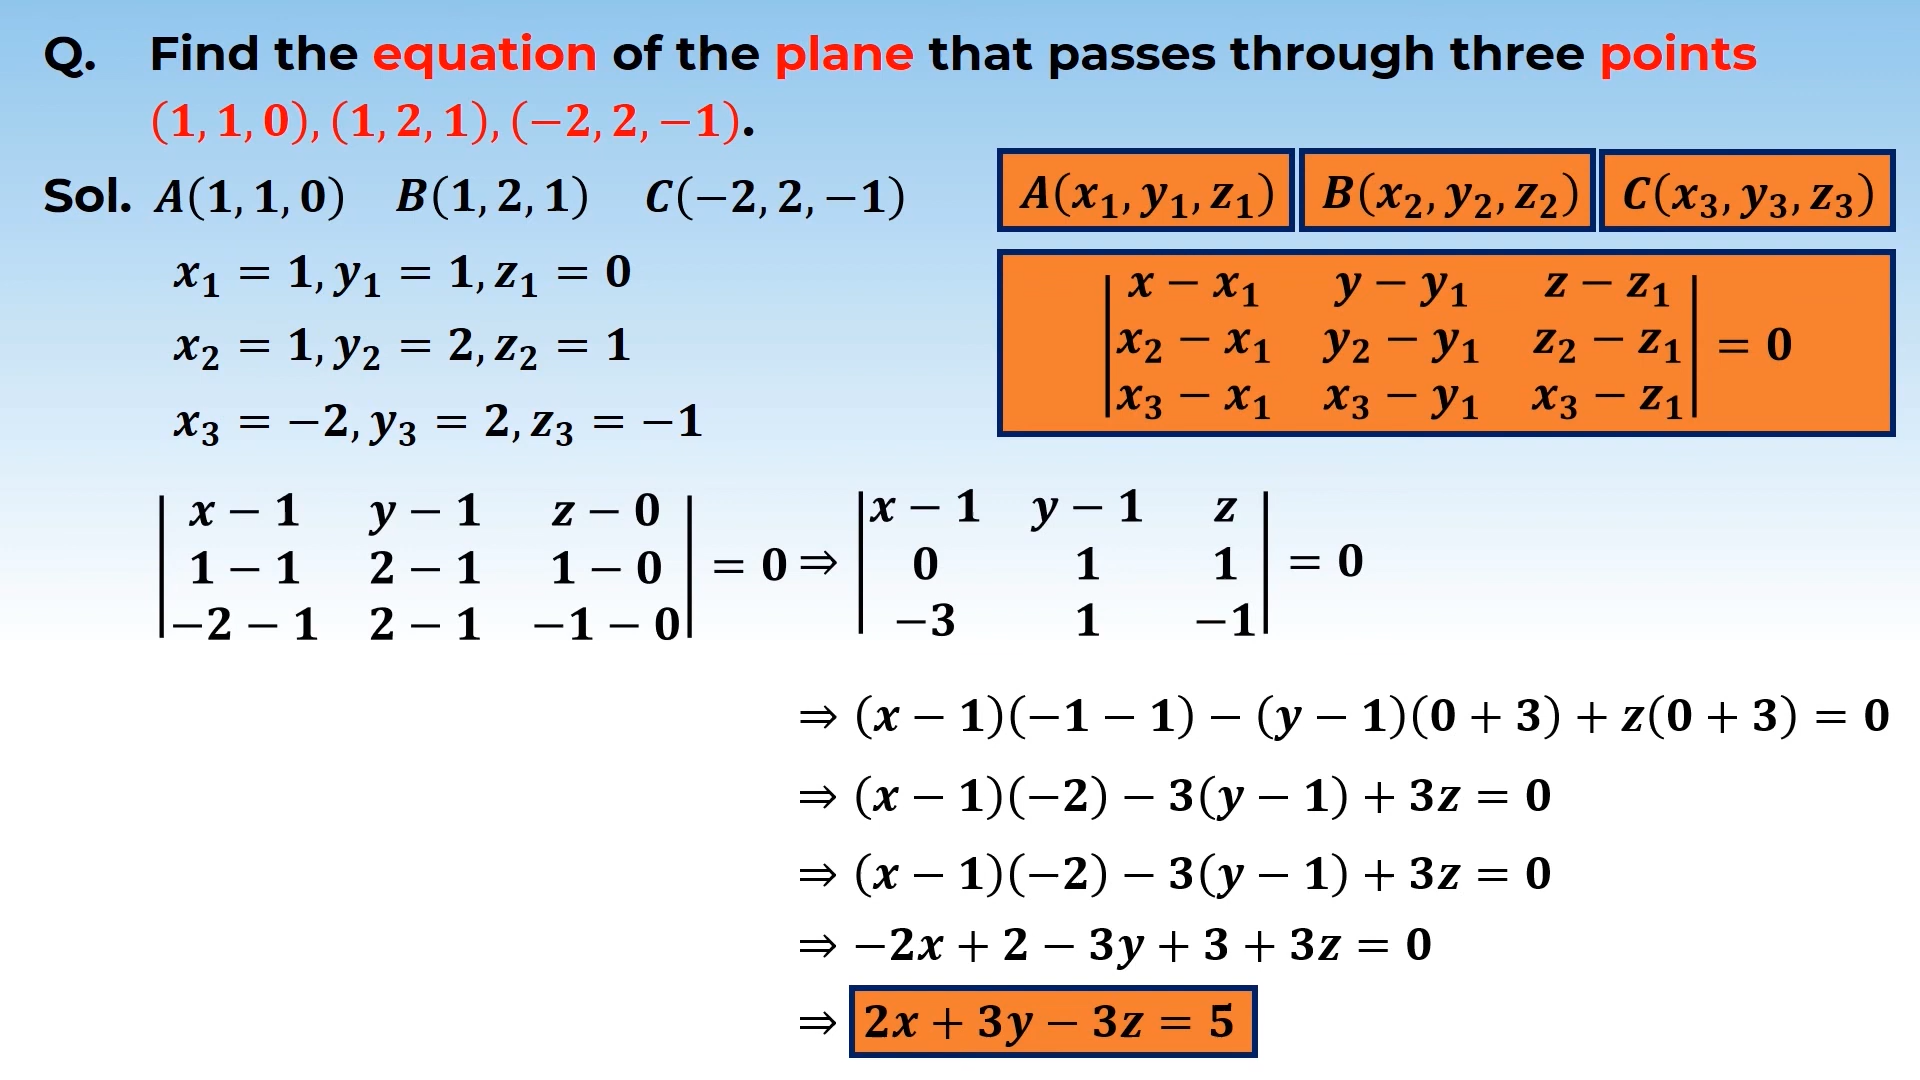 Q. Find the equation of the plane that passes through three points
(1, 1, 0), (1, 2, 1), (−2, 2, −1).
Sol. A(1, 1, 0) B(1, 2, 1) C(−2, 2, −1)
A(x₁, y₁, z₁) B(x₂, y₂, z₂) C(x₃, y₃, z₃)
x₁ = 1, y₁ = 1, z₁ = 0
x₂ = 1, y₂ = 2, z₂ = 1
x₃ = −2, y₃ = 2, z₃ = −1
|x − x₁ y − y₁ z − z₁|
|x₂ − x₁ y₂ − y₁ z₂ − z₁| = 0
|x₃ − x₁ x₃ − y₁ x₃ − z₁|
|x − 1 y − 1 z − 0|
|1 − 1 2 − 1 1 − 0| = 0
|−2 − 1 2 − 1 −1 − 0|
⇒ |x − 1 y − 1 z|
|0 1 1| = 0
|−3 1 −1|
⇒ (x − 1)(−1 − 1) − (y − 1)(0 + 3) + z(0 + 3) = 0
⇒ (x − 1)(−2) − 3(y − 1) + 3z = 0
⇒ (x − 1)(−2) − 3(y − 1) + 3z = 0
⇒ −2x + 2 − 3y + 3 + 3z = 0
⇒ 2x + 3y − 3z = 5